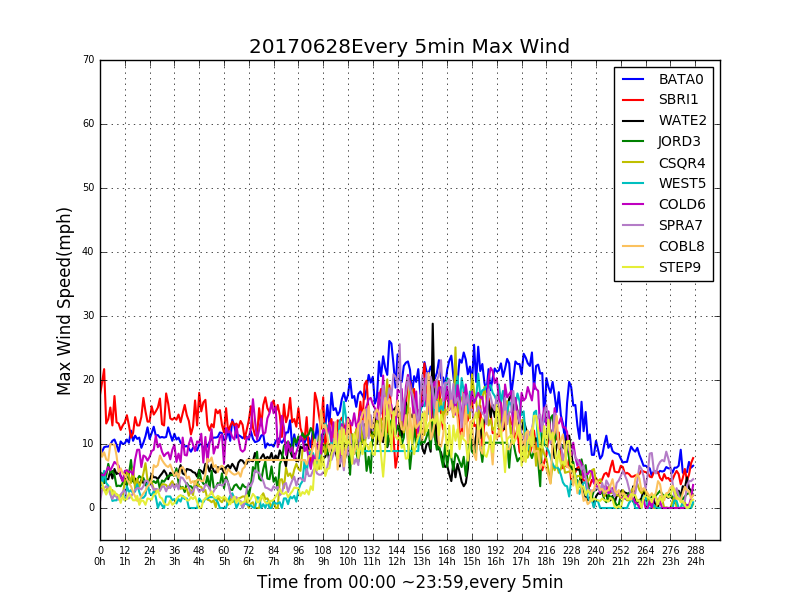 20170628Every 5min Max Wind
Max Wind Speed(mph)
70
60
50
40
30
20
10
0
BATA0
SBRI1
WATE2
JORD3
CSQR4
WEST5
COLD6
SPRA7
COBL8
STEP9
0 12 24 36 48 60 72 84 96 108 120 132 144 156 168 180 192 204 216 228 240 252 264 276 288
0h 1h 2h 3h 4h 5h 6h 7h 8h 9h 10h 11h 12h 13h 14h 15h 16h 17h 18h 19h 20h 21h 22h 23h 24h
Time from 00:00 ~23:59,every 5min